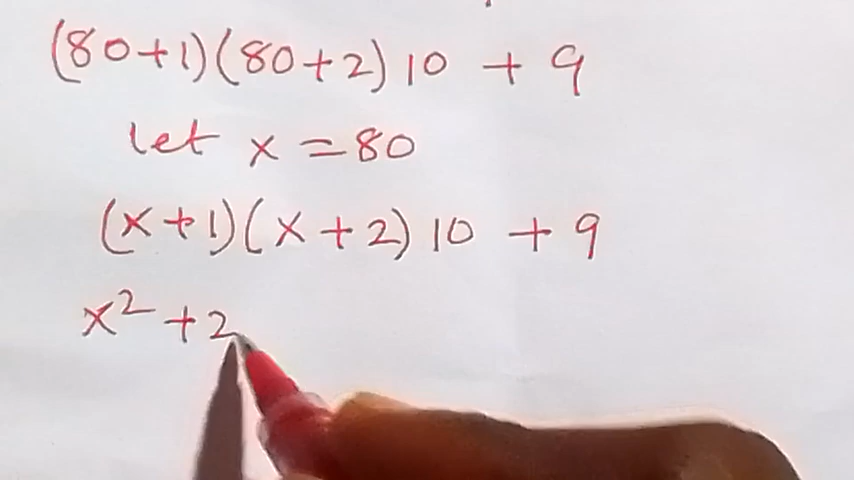 (80+1)(80+2)10 + 9
let x =80
(x+1)(x+2)10 + 9
x² +2